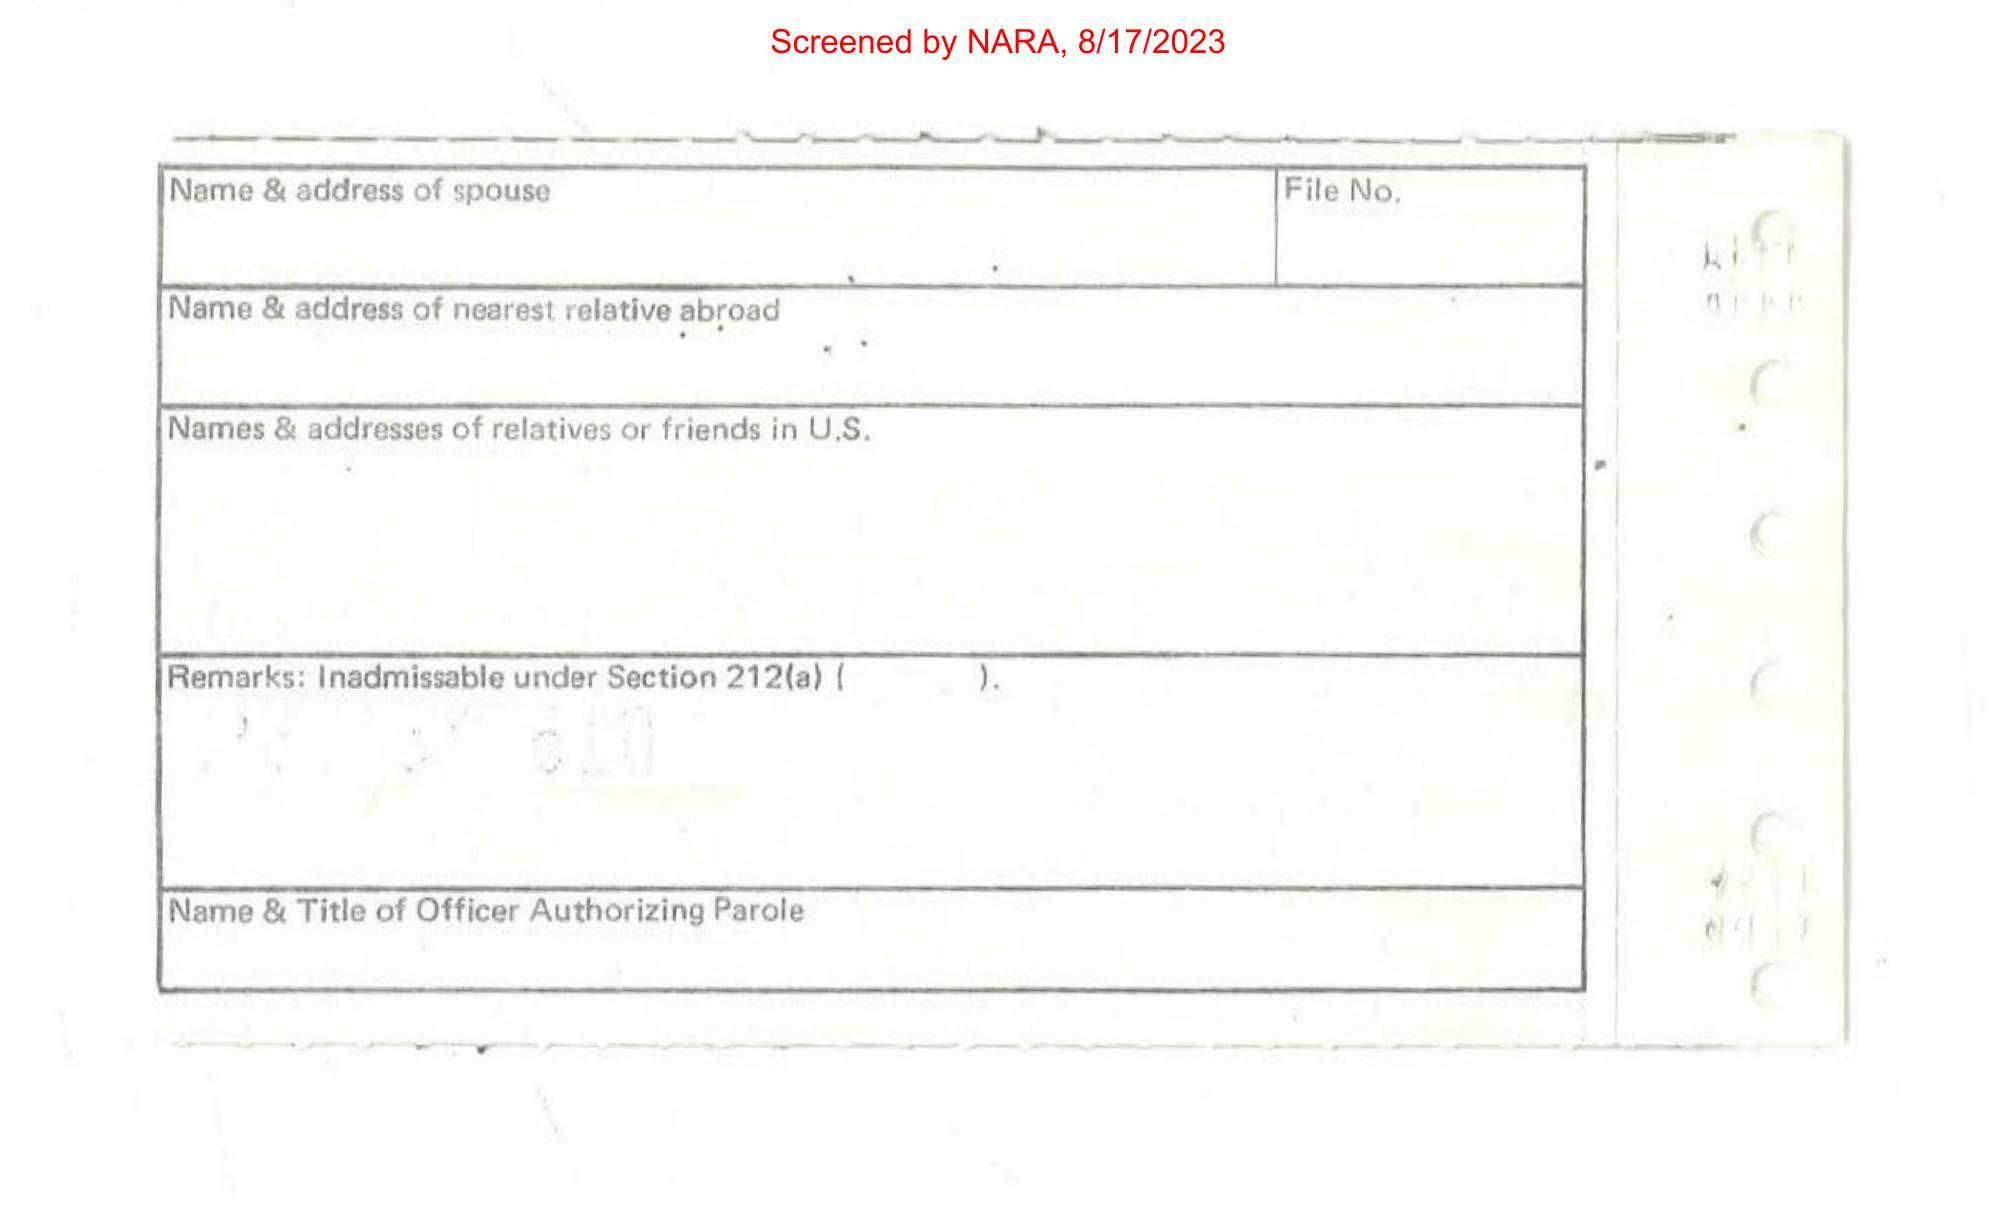 Screened by NARA, 8/17/2023
Name & address of spouse
File No.
Name & address of nearest relative abroad
Names & addresses of relatives or friends in U.S.
Remarks: Inadmissable under Section 212(a) ( ).
Name & Title of Officer Authorizing Parole